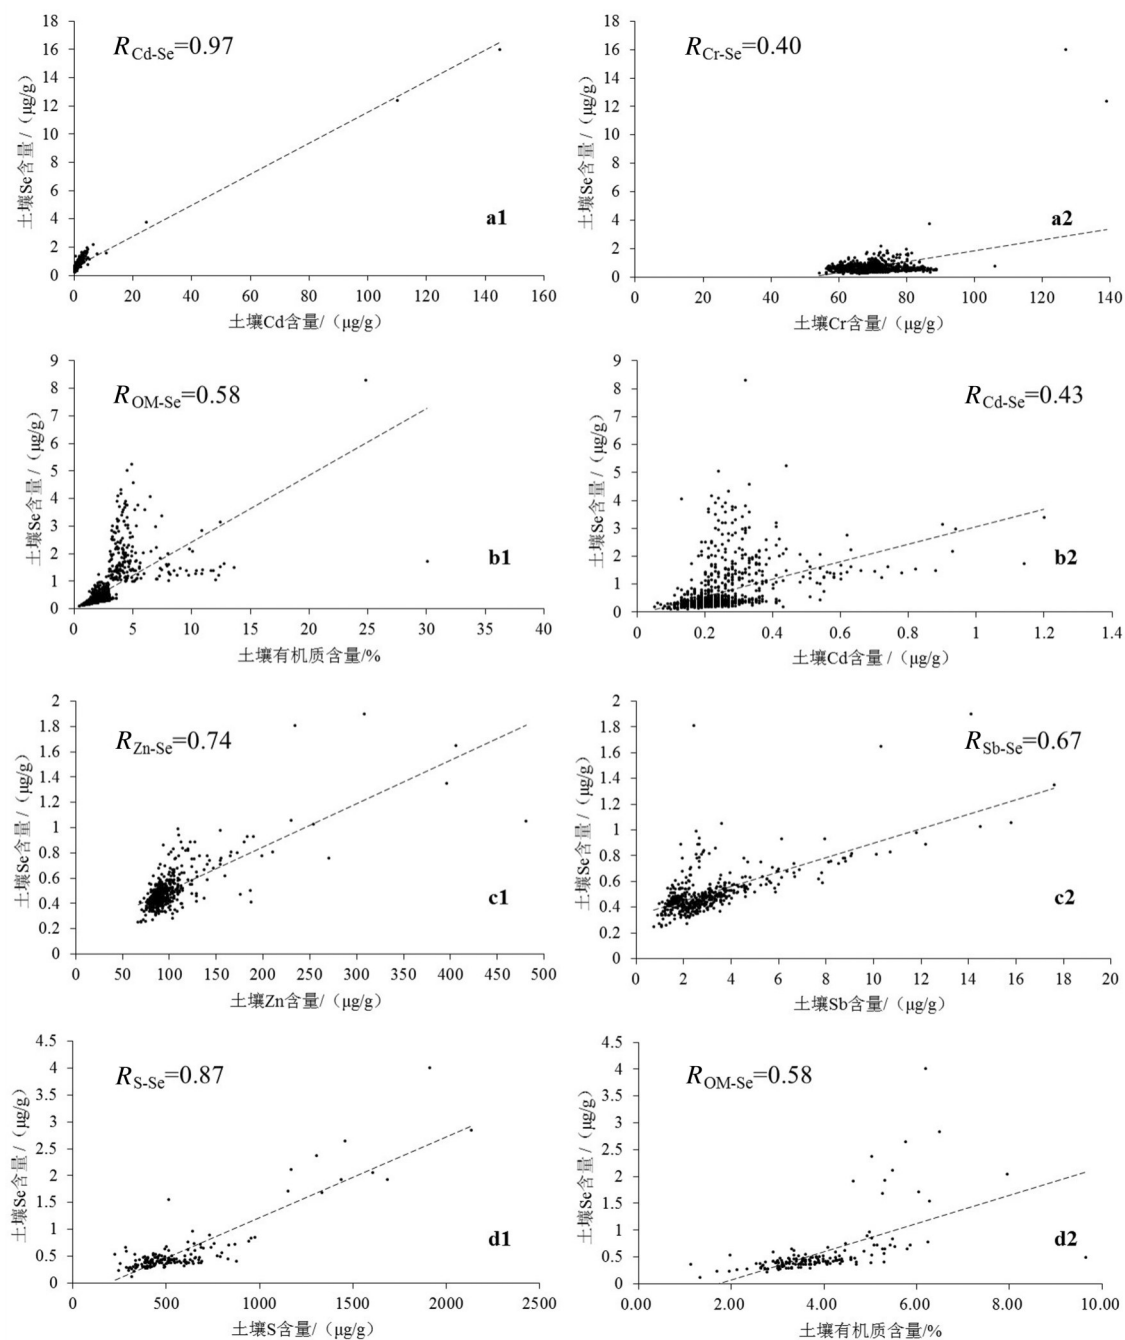 18
16
14
12
10
8
6
4
2
0
土壤Se含量 /（μg/g）
R Cd-Se=0.97
a1
0 20 40 60 80 100 120 140 160
土壤Cd含量/（μg/g）
18
16
14
12
10
8
6
4
2
0
土壤Se含量 /（μg/g）
R Cr-Se=0.40
a2
0 20 40 60 80 100 120 140
土壤Cr含量/（μg/g）
9
8
7
6
5
4
3
2
1
0
土壤Se含量 /（μg/g）
R OM-Se=0.58
b1
0 5 10 15 20 25 30 35 40
土壤有机质含量/%
9
8
7
6
5
4
3
2
1
0
土壤Se含量 /（μg/g）
R Cd-Se=0.43
b2
0 0.2 0.4 0.6 0.8 1 1.2 1.4
土壤Cd含量 /（μg/g）
2
1.8
1.6
1.4
1.2
1
0.8
0.6
0.4
0.2
0
土壤Se含量 /（μg/g）
R Zn-Se=0.74
c1
0 50 100 150 200 250 300 350 400 450 500
土壤Zn含量/（μg/g）
2
1.8
1.6
1.4
1.2
1
0.8
0.6
0.4
0.2
0
土壤Se含量 /（μg/g）
R Sb-Se=0.67
c2
0 2 4 6 8 10 12 14 16 18 20
土壤Sb含量/（μg/g）
4.5
4
3.5
3
2.5
2
1.5
1
0.5
0
土壤Se含量 /（μg/g）
R S-Se=0.87
d1
0 500 1000 1500 2000 2500
土壤S含量/（μg/g）
4.5
4
3.5
3
2.5
2
1.5
1
0.5
0
土壤Se含量 /（μg/g）
R OM-Se=0.58
d2
0.00 2.00 4.00 6.00 8.00 10.00
土壤有机质含量/%